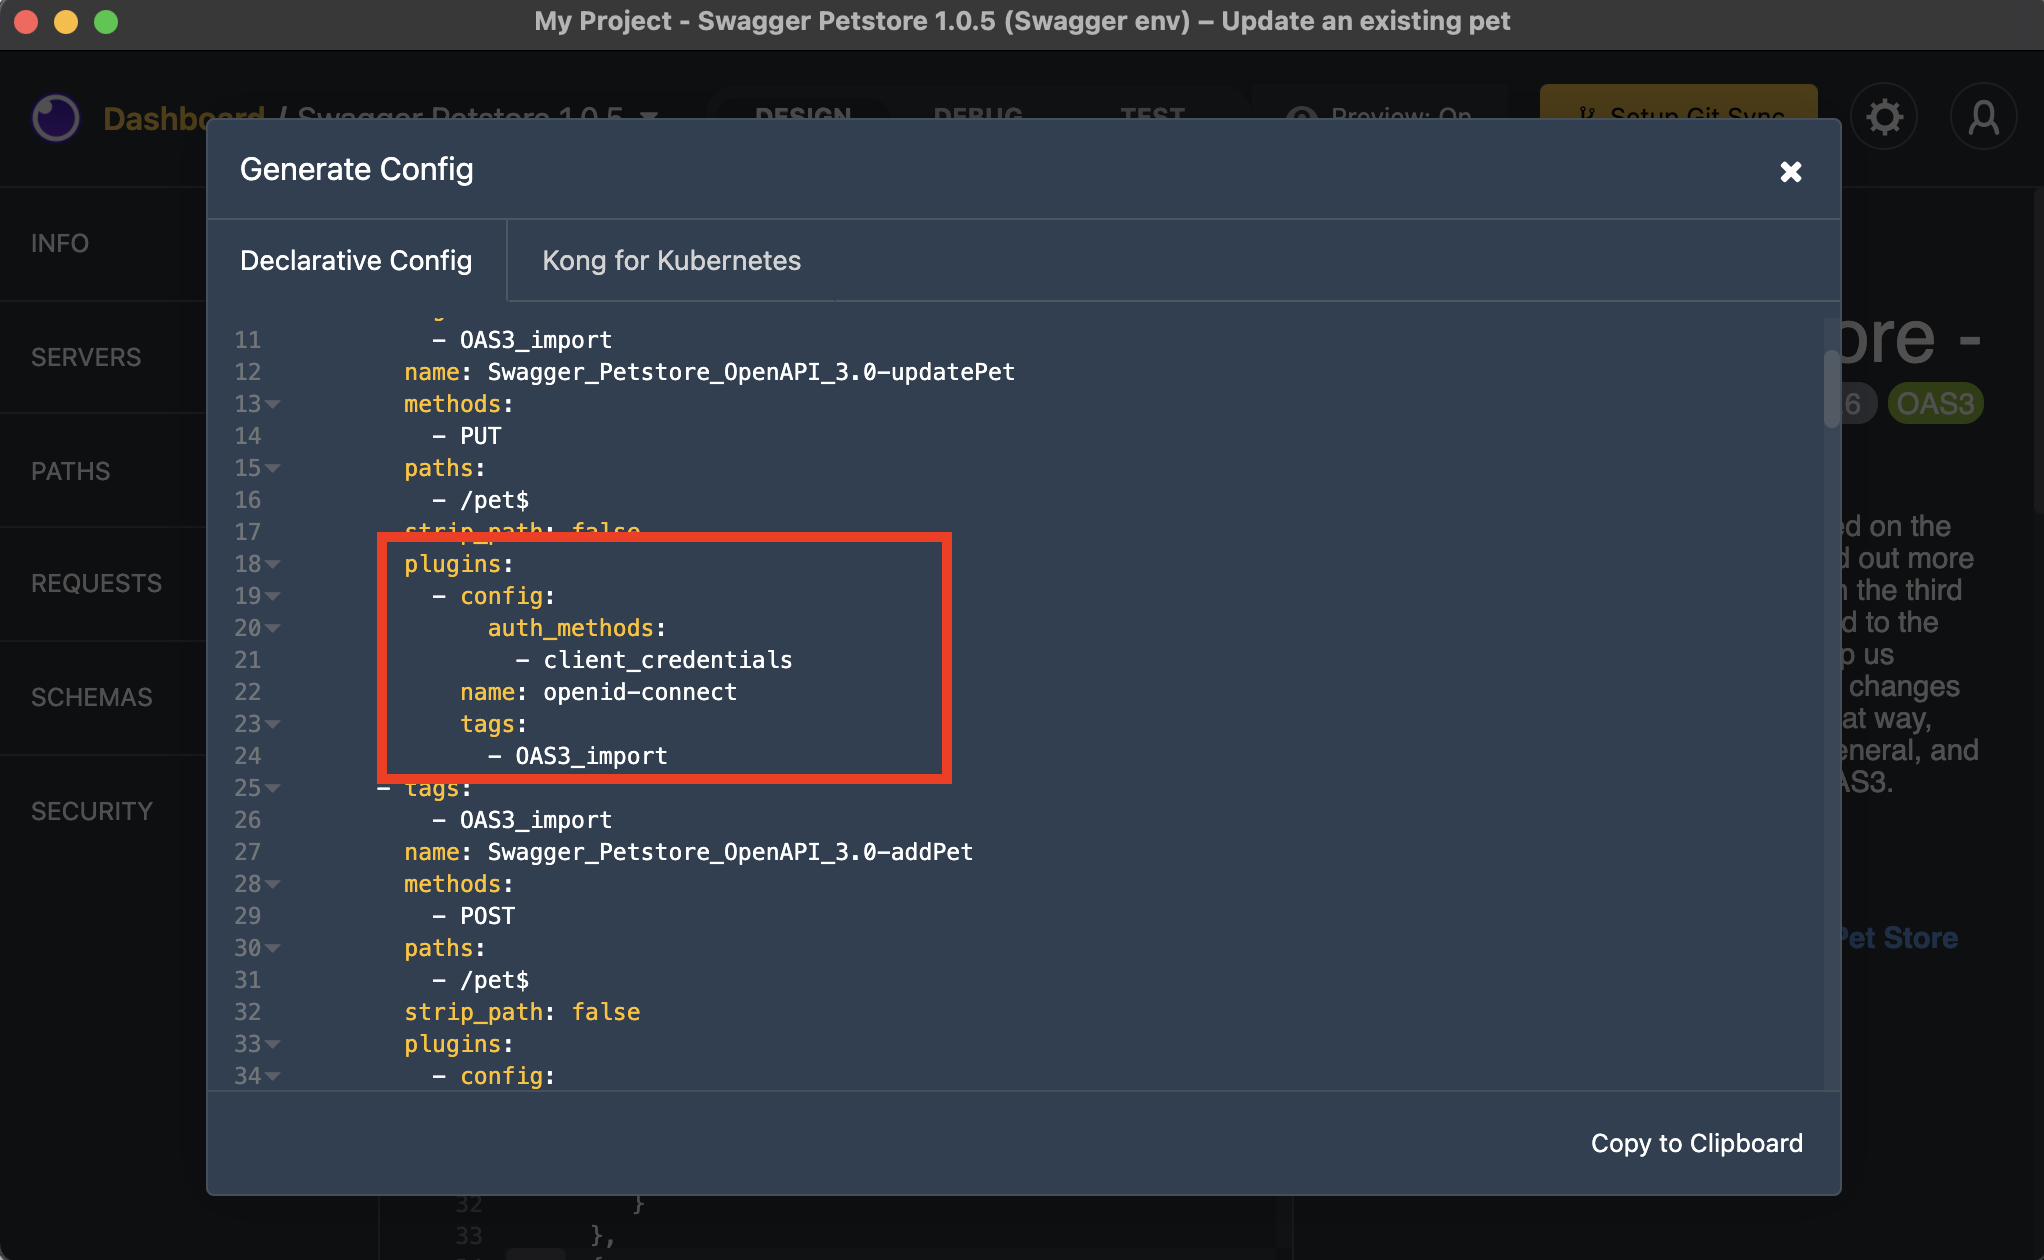 My Project - Swagger Petstore 1.0.5 (Swagger env) – Update an existing pet
Dashboard / Swagger Petstore 1.0.5
DESIGN
DEBUG
TEST
Preview: On
Setup Git Sync
Generate Config
Declarative Config
Kong for Kubernetes
INFO
SERVERS
PATHS
REQUESTS
SCHEMAS
SECURITY
11 - OAS3_import
12 name: Swagger_Petstore_OpenAPI_3.0-updatePet
13 methods:
14 - PUT
15 paths:
16 - /pet$
17 strip_path: false
18 plugins:
19 - config:
20 auth_methods:
21 - client_credentials
22 name: openid-connect
23 tags:
24 - OAS3_import
25 - tags:
26 - OAS3_import
27 name: Swagger_Petstore_OpenAPI_3.0-addPet
28 methods:
29 - POST
30 paths:
31 - /pet$
32 strip_path: false
33 plugins:
34 - config:
Copy to Clipboard
ore -
6
OAS3
ed on the
d out more
the third
d to the
p us
changes
at way,
eneral, and
AS3.
Pet Store
32 }
33 },